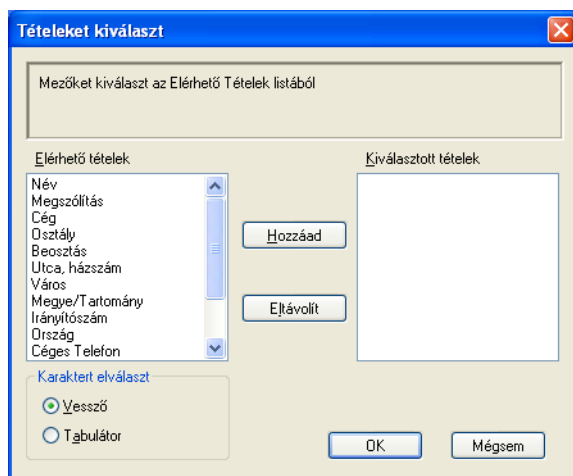 Tételeket kiválaszt
Mezőket kiválaszt az Elérhető Tételek listából
Elérhető tételek
Név
Megszólítás
Cég
Osztály
Beosztás
Utca, házszám
Város
Megye/Tartomány
Irányítószám
Ország
Céges Telefon
Hozzáad
Eltávolít
Kiválasztott tételek
Karaktert elválaszt
Vessző
Tabulátor
OK
Mégsem